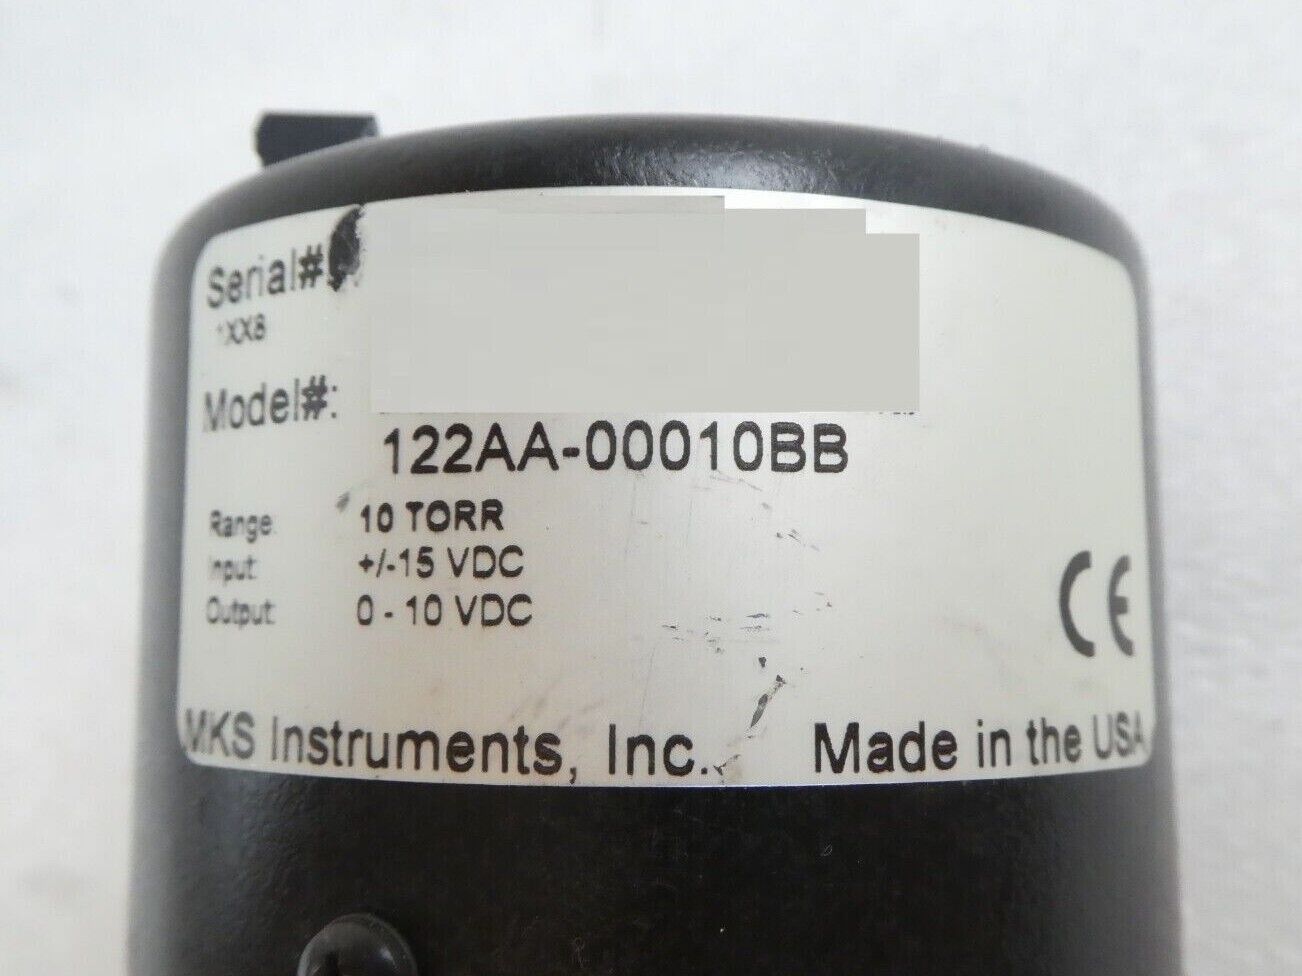 Serial#
XX8
Model#:
122AA-00010BB
Range: 10 TORR
Input: +/-15 VDC
Output: 0 - 10 VDC
CE
MKS Instruments, Inc. Made in the USA